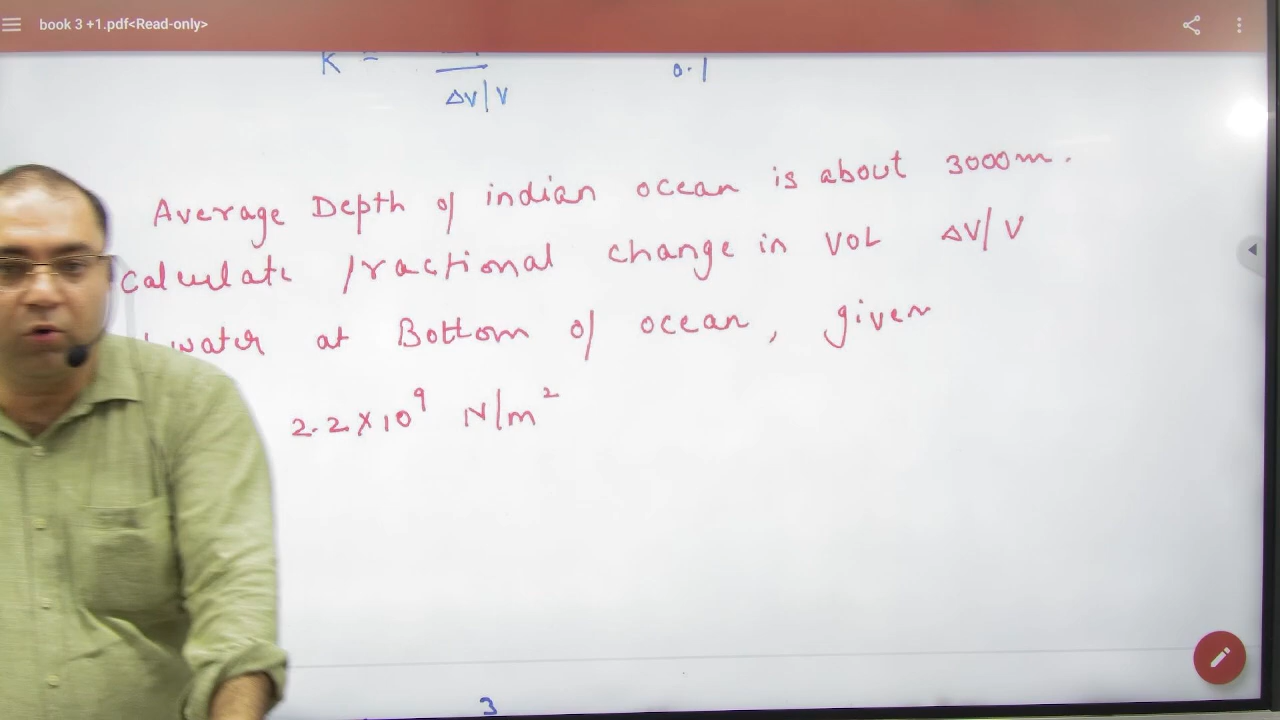 book 3 +1.pdf<Read-only>
K =
ΔV/V
0.1
Average Depth of indian ocean is about 3000m.
Calculate fractional change in VOL ΔV/V
water at Bottom of ocean, given
2.2×10⁹ N/m²
3